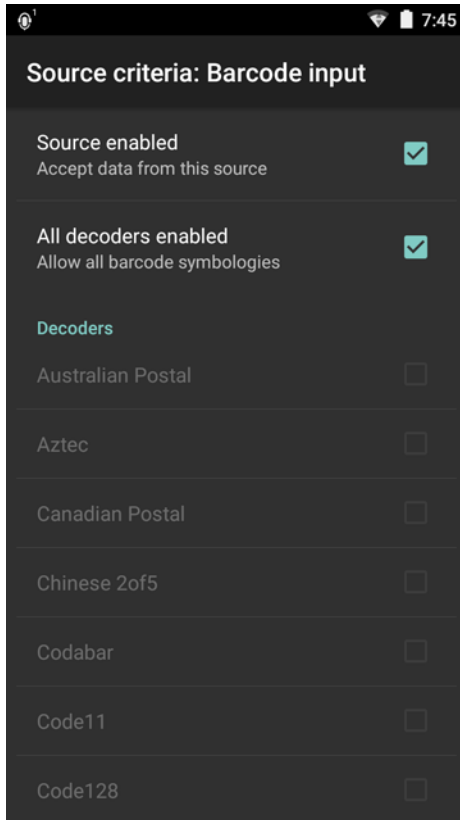 1
7:45
Source criteria: Barcode input
Source enabled
Accept data from this source
All decoders enabled
Allow all barcode symbologies
Decoders
Australian Postal
Aztec
Canadian Postal
Chinese 2of5
Codabar
Code11
Code128